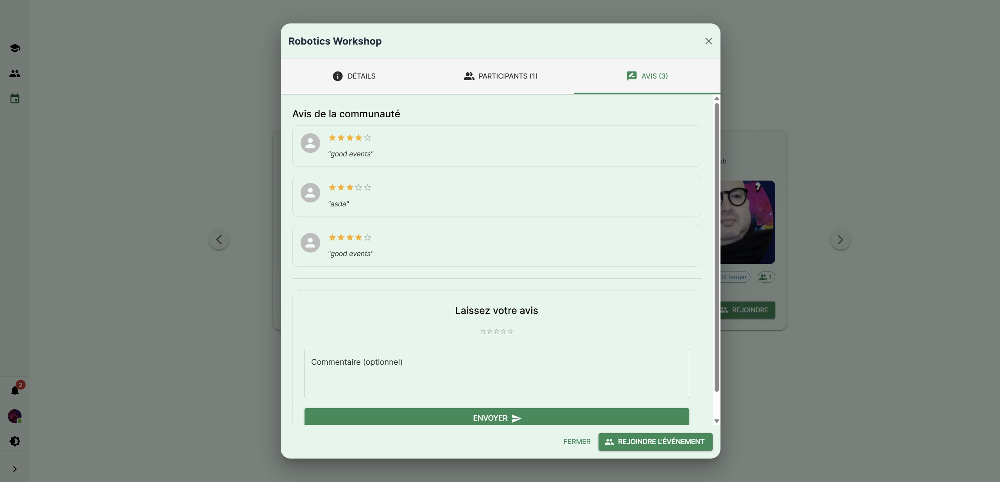 Robotics Workshop
DÉTAILS
PARTICIPANTS (1)
AVIS (3)
Avis de la communauté
"good events"
"asda"
"good events"
Laissez votre avis
Commentaire (optionnel)
ENVOYER
FERMER
REJOINDRE L'ÉVÉNEMENT
ub
SI tanger
1
REJOINDRE
2